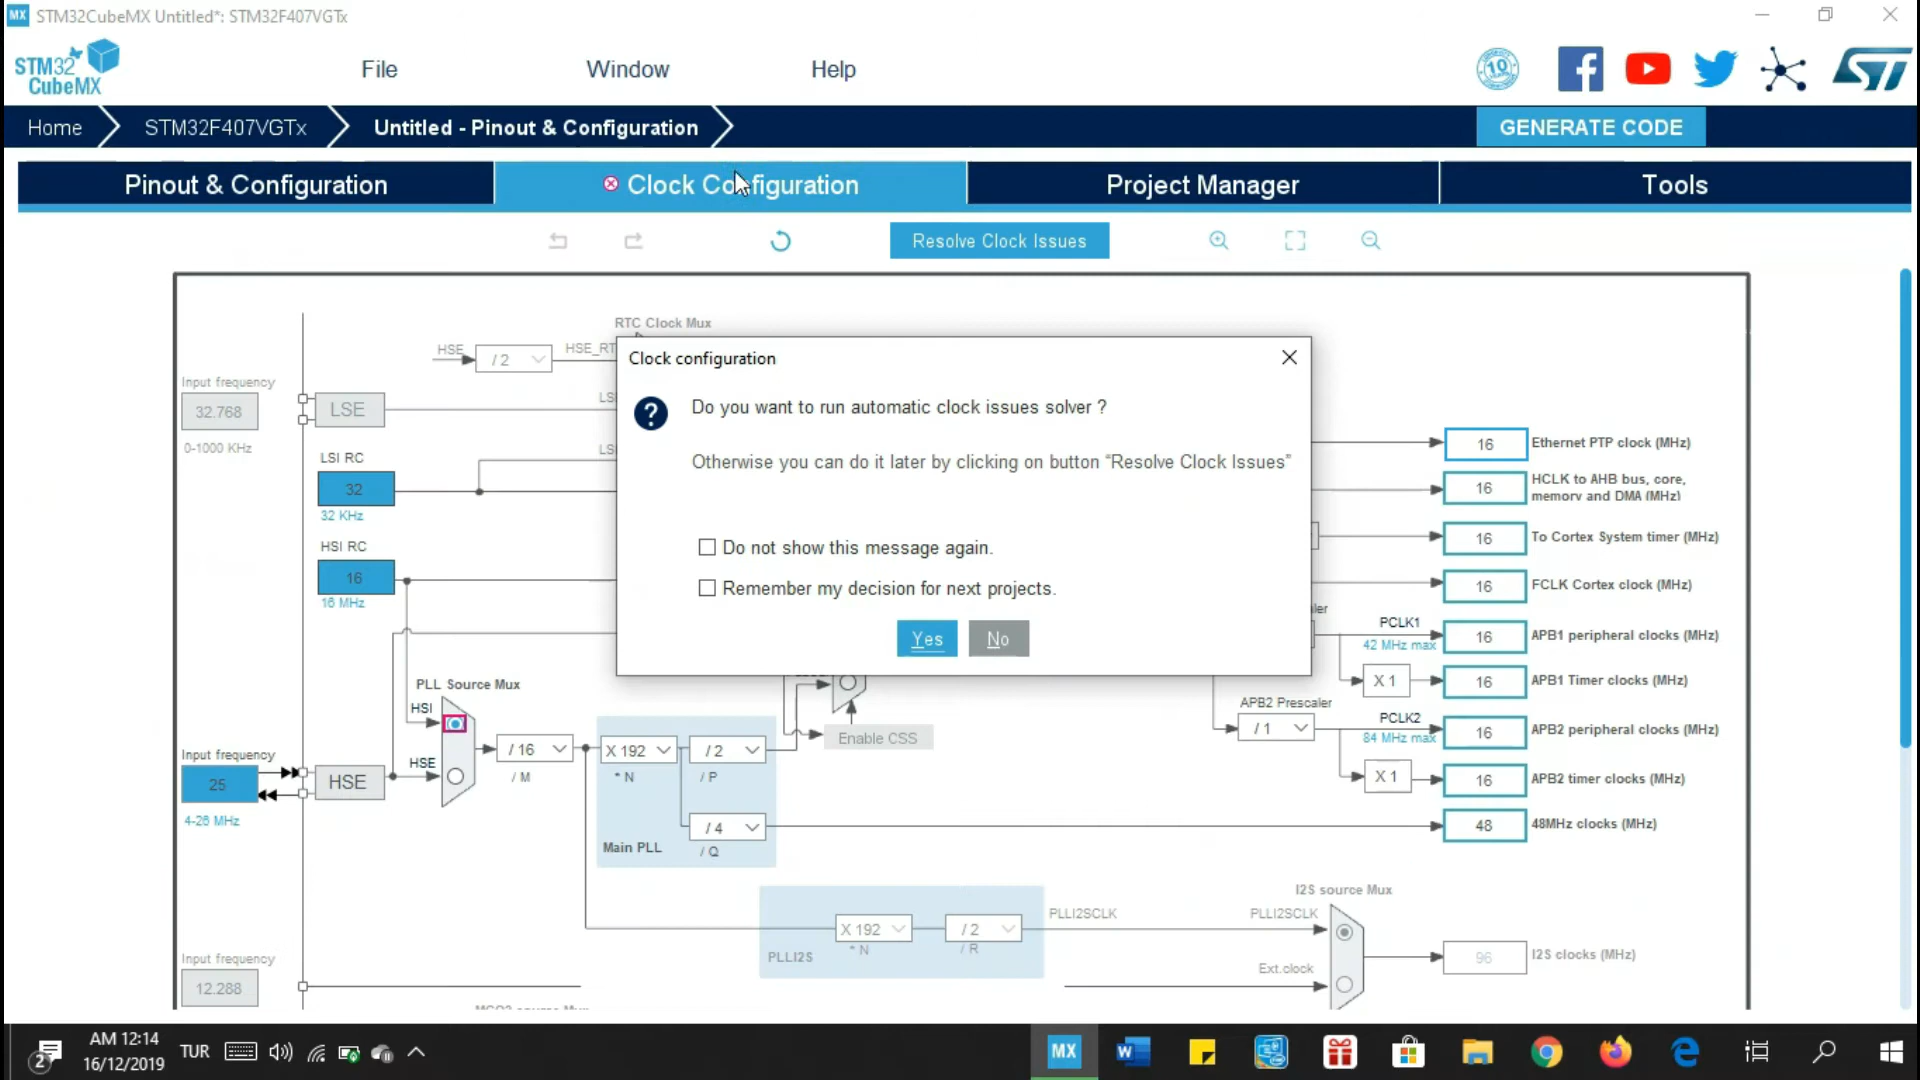 MX STM32CubeMX Untitled*: STM32F407VGTx
STM32
CubeMX
File
Window
Help
10
ST
Home
STM32F407VGTx
Untitled - Pinout & Configuration
GENERATE CODE
Pinout & Configuration
Clock Configuration
Project Manager
Tools
Resolve Clock Issues
RTC Clock Mux
HSE
/ 2
HSE_RT
Input frequency
32.768
0-1000 KHz
LSE
LS
LSI RC
32
32 KHz
LS
HSI RC
16
16 MHz
Clock configuration
Do you want to run automatic clock issues solver ?
Otherwise you can do it later by clicking on button “Resolve Clock Issues”
Do not show this message again.
Remember my decision for next projects.
Yes
No
16
Ethernet PTP clock (MHz)
16
HCLK to AHB bus, core,
memory and DMA (MHz)
16
To Cortex System timer (MHz)
16
FCLK Cortex clock (MHz)
ler
PCLK1
42 MHz max
16
APB1 peripheral clocks (MHz)
X 1
16
APB1 Timer clocks (MHz)
APB2 Prescaler
/ 1
PCLK2
84 MHz max
16
APB2 peripheral clocks (MHz)
X 1
16
APB2 timer clocks (MHz)
48
48MHz clocks (MHz)
PLL Source Mux
HSI
HSE
Input frequency
25
4-26 MHz
HSE
/ 16
/ M
X 192
* N
/ 2
/ P
/ 4
/ Q
Main PLL
Enable CSS
X 192
* N
/ 2
/ R
PLLI2S
PLLI2SCLK
I2S source Mux
PLLI2SCLK
Ext.clock
96
I2S clocks (MHz)
Input frequency
12.288
2
AM 12:14
16/12/2019
TUR
MX